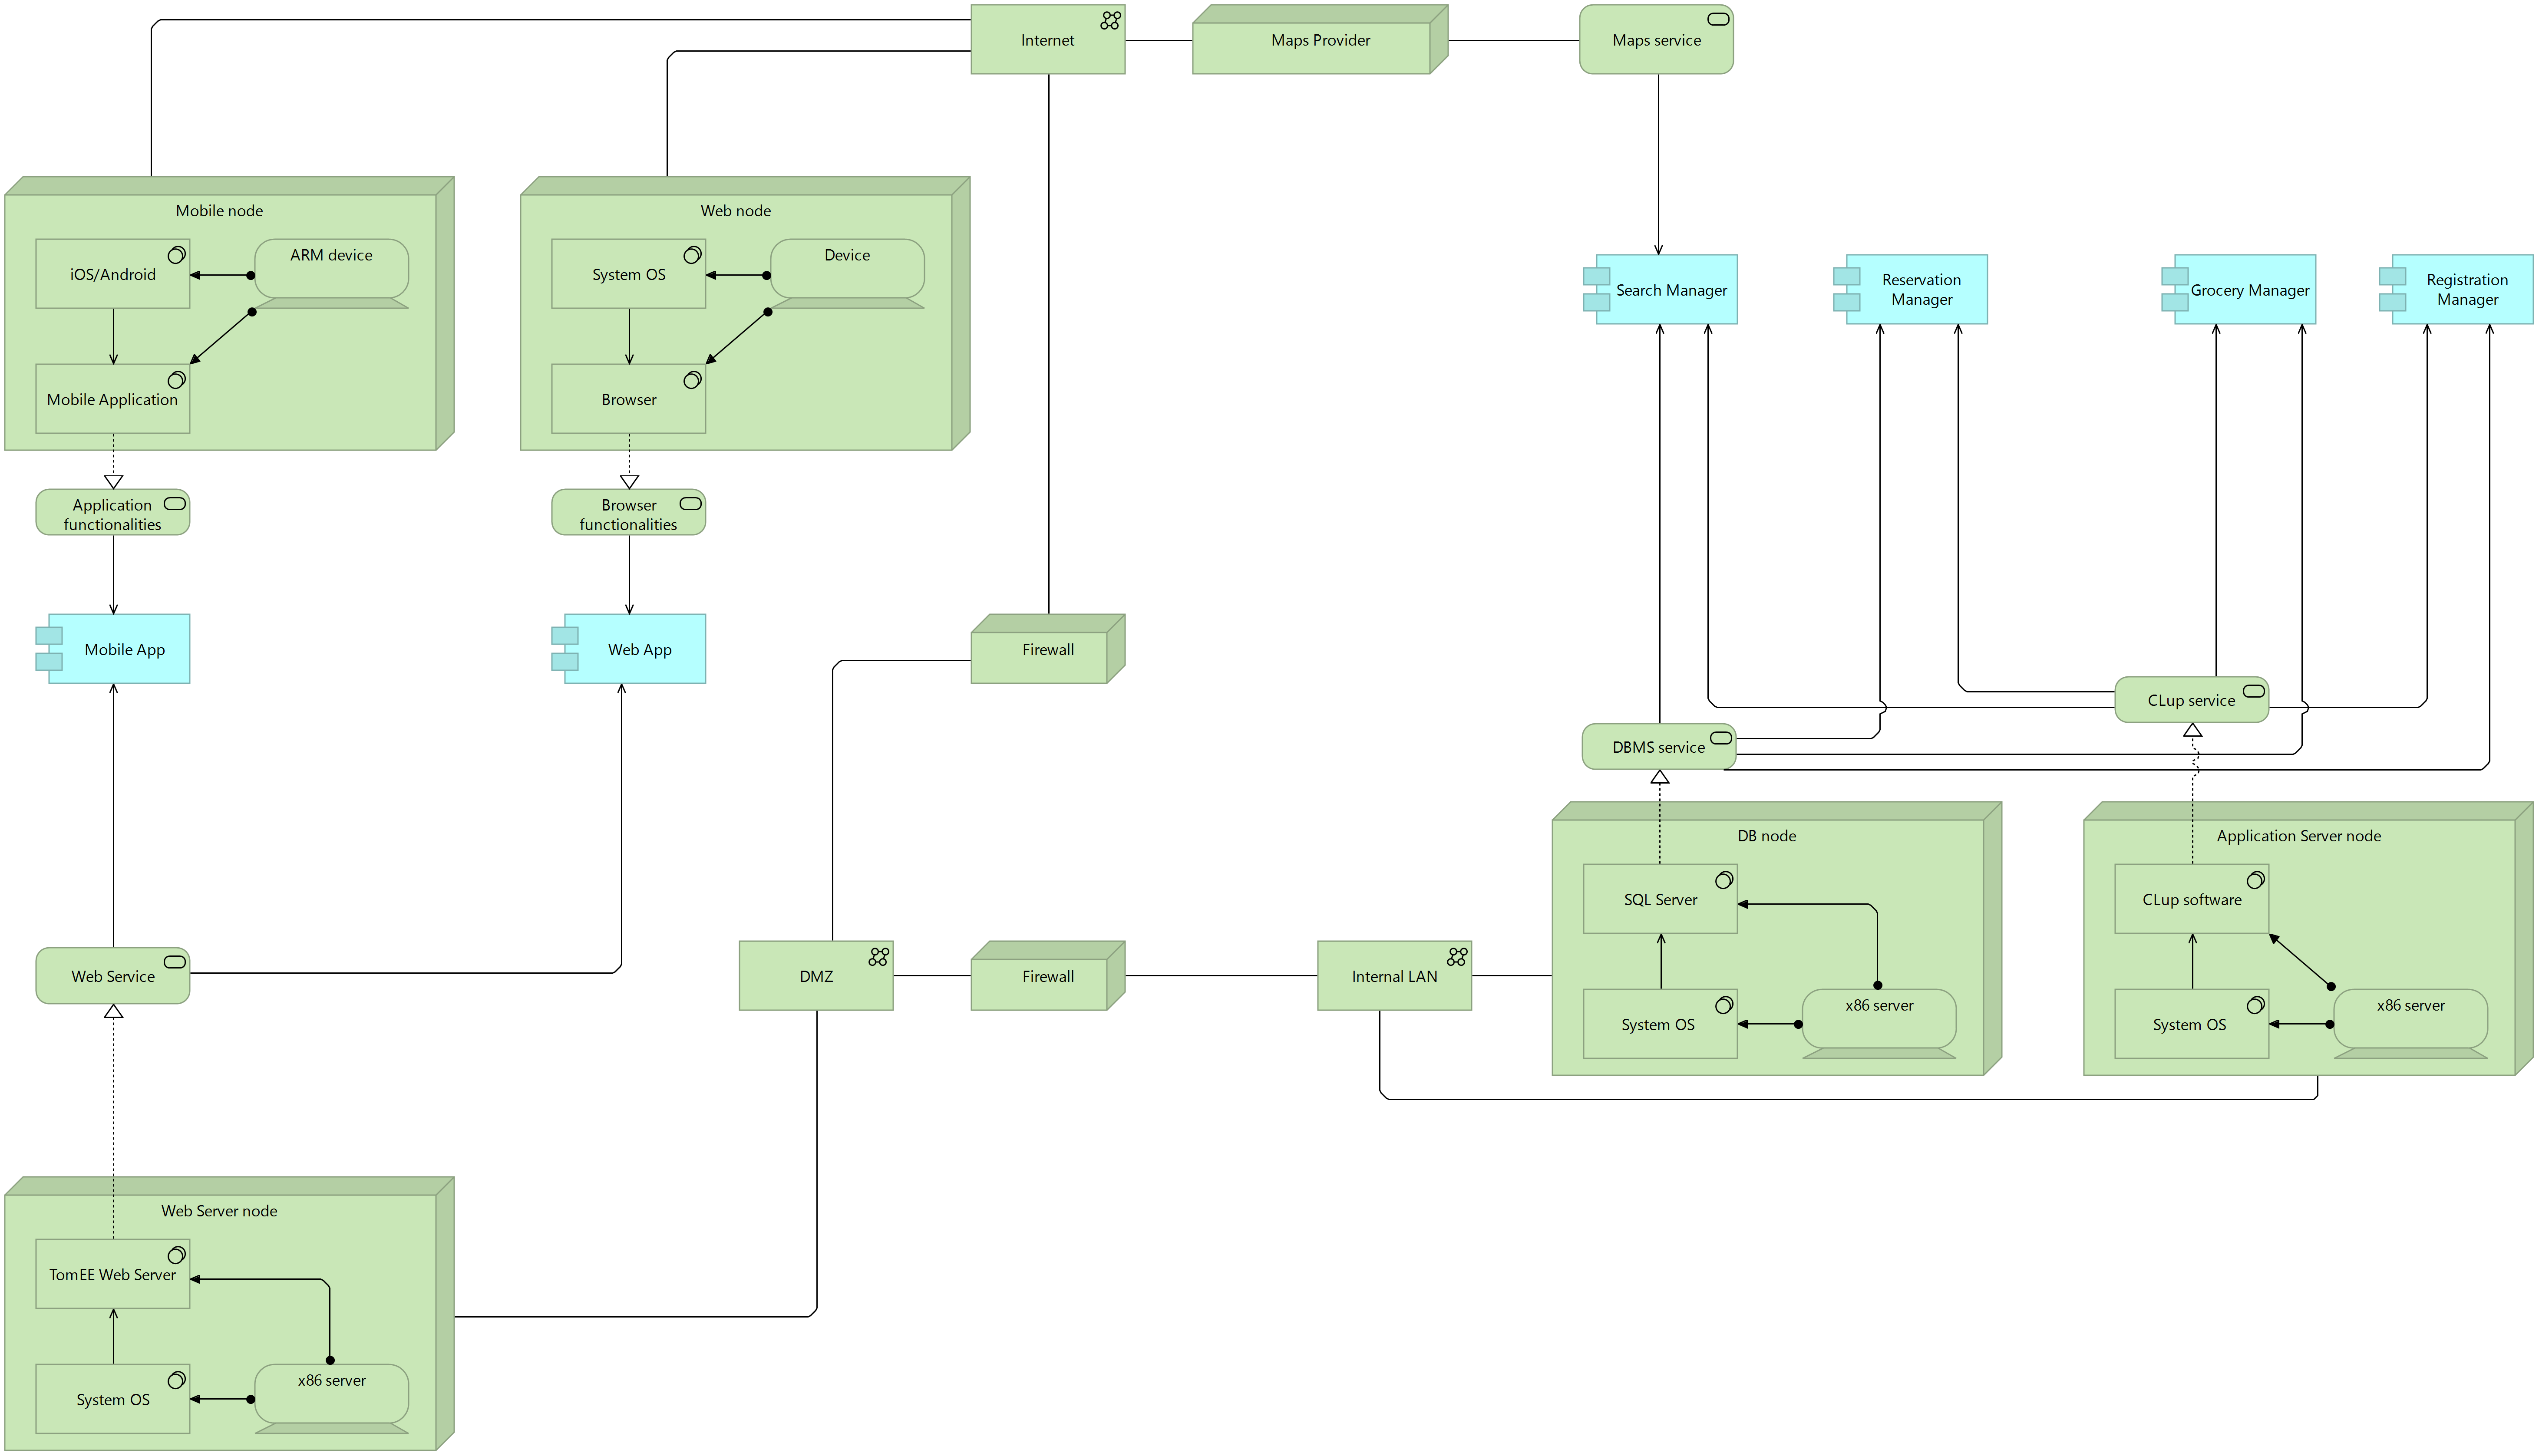 Internet
Maps Provider
Maps service
Mobile node
iOS/Android
ARM device
Mobile Application
Web node
System OS
Device
Browser
Search Manager
Reservation
Manager
Grocery Manager
Registration
Manager
Application
functionalities
Browser
functionalities
Mobile App
Web App
Firewall
CLup service
DBMS service
Web Service
DMZ
Firewall
Internal LAN
DB node
SQL Server
System OS
x86 server
Application Server node
CLup software
System OS
x86 server
Web Server node
TomEE Web Server
System OS
x86 server